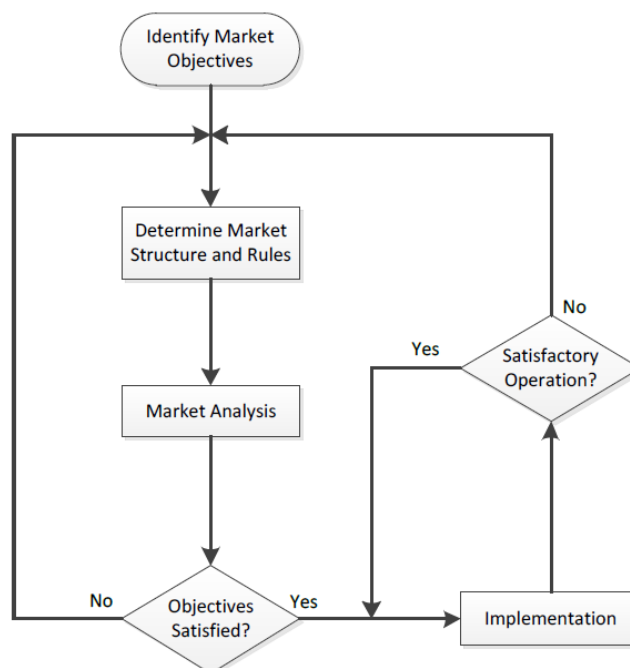 Identify Market
Objectives
Determine Market
Structure and Rules
No
Yes
Satisfactory
Operation?
Market Analysis
No
Objectives
Satisfied?
Yes
Implementation